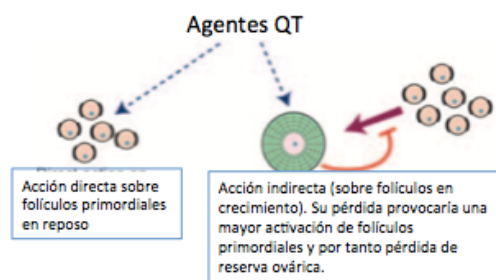 Agentes QT
Acción directa sobre
folículos primordiales
en reposo
Acción indirecta (sobre folículos en
crecimiento). Su pérdida provocaría una
mayor activación de folículos
primordiales y por tanto pérdida de
reserva ovárica.